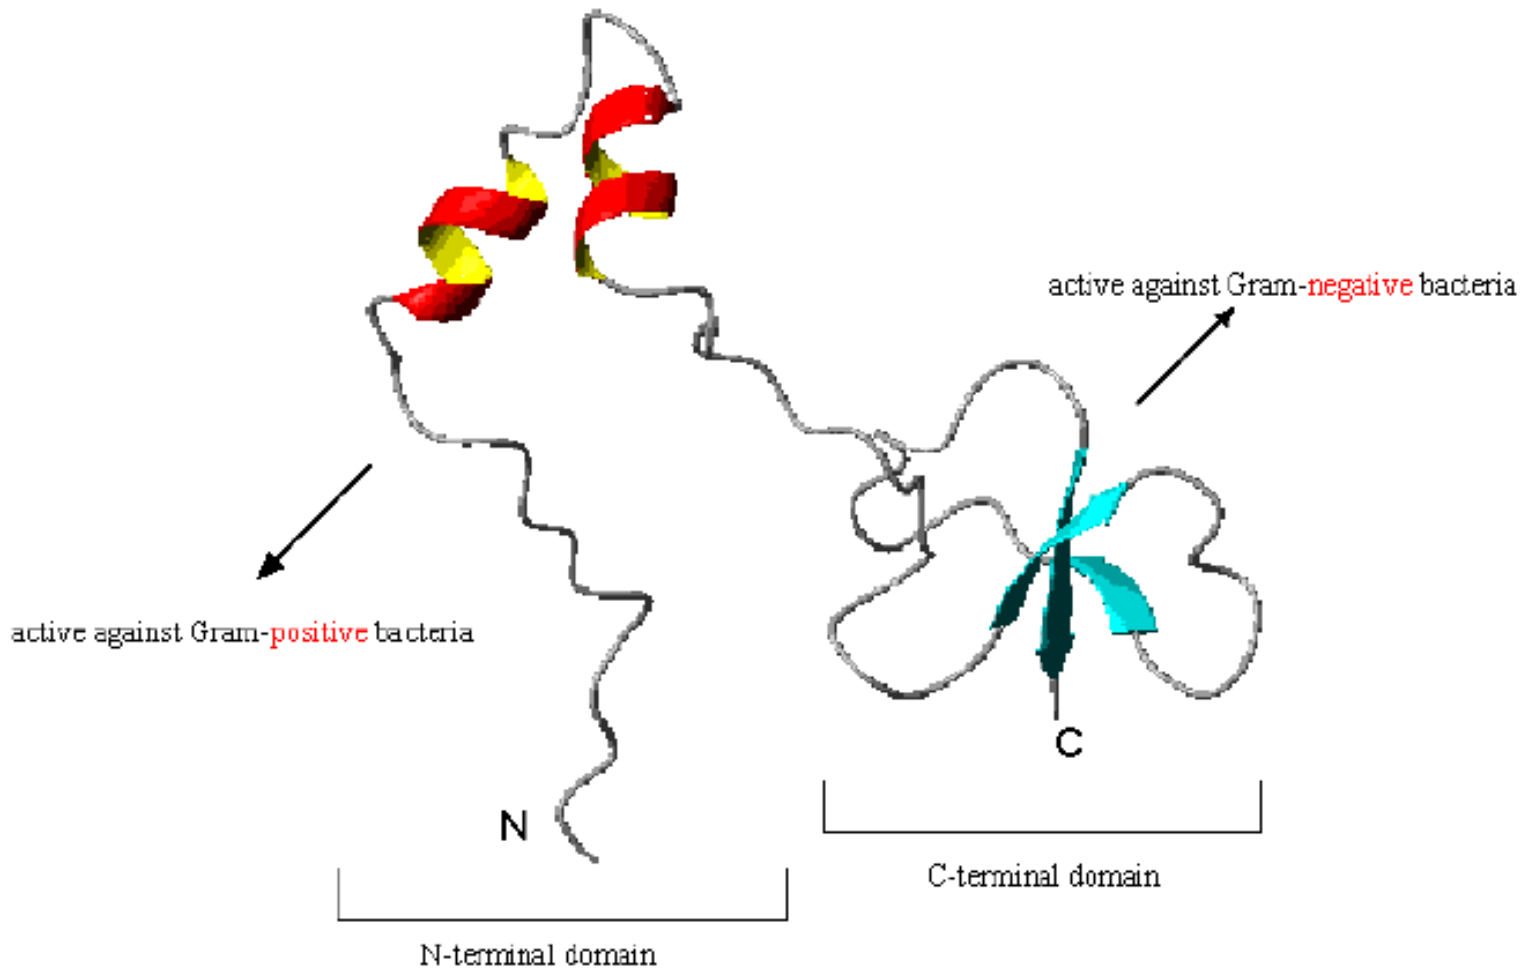 active against Gram-negative bacteria
active against Gram-positive bacteria
C
N
C-terminal domain
N-terminal domain